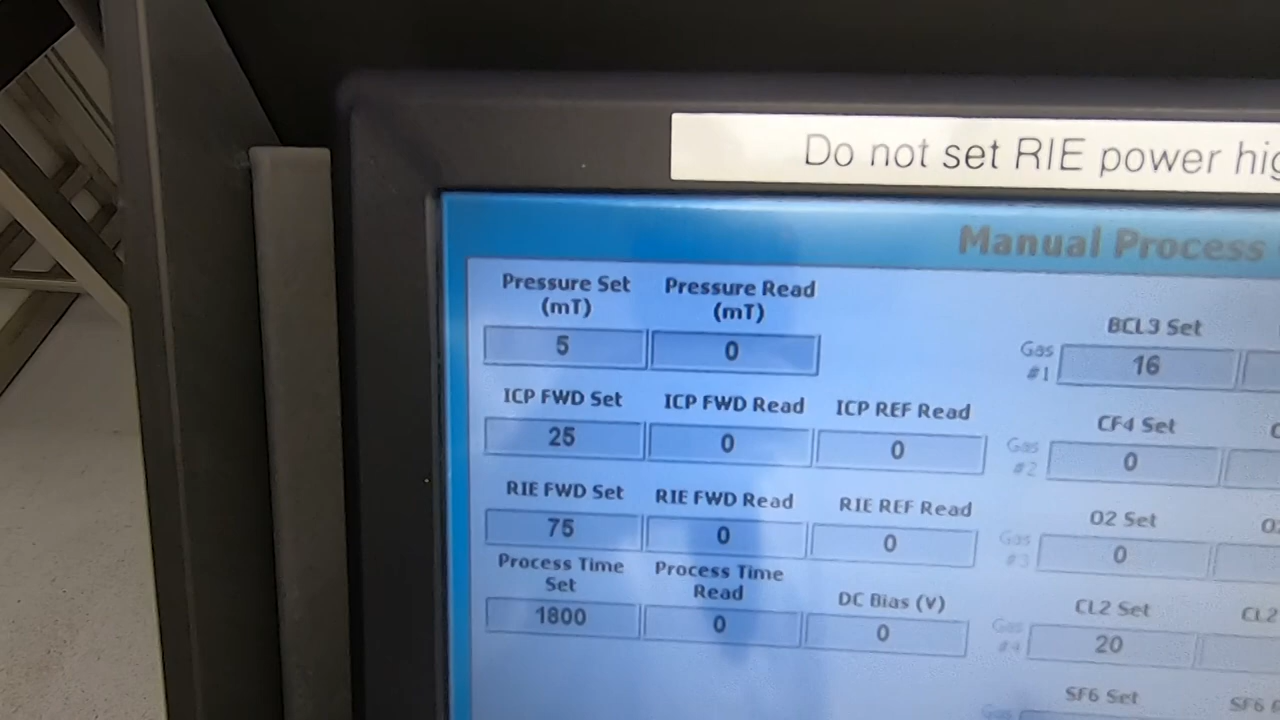 Do not set RIE power
Manual Process
Pressure Set
(mT)
Pressure Read
(mT)
5
0
BCL3 Set
Gas
#1
16
ICP FWD Set
ICP FWD Read
ICP REF Read
25
0
0
CF4 Set
Gas
#2
0
RIE FWD Set
RIE FWD Read
RIE REF Read
75
0
0
O2 Set
Gas
#3
0
Process Time
Set
Process Time
Read
DC Bias (V)
1800
0
0
CL2 Set
CL2
Gas
#4
20
SF6 Set
SF6
Gas